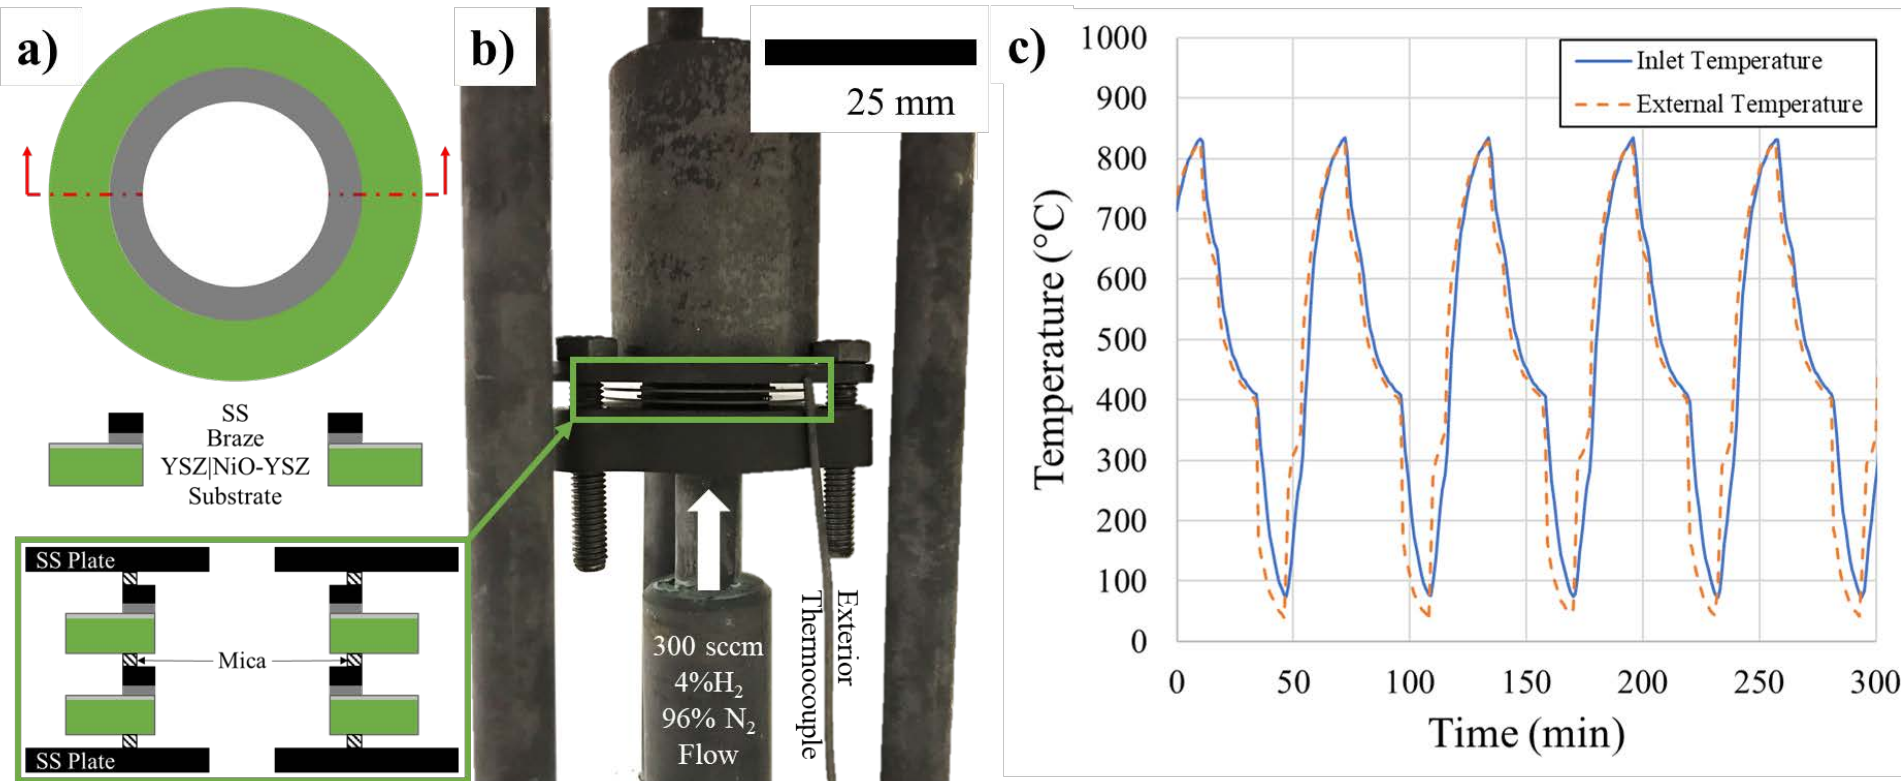 a)
SS
Braze
YSZ|NiO-YSZ
Substrate
SS Plate
Mica
SS Plate
b)
25 mm
300 sccm
4%H₂
96% N₂
Flow
Exterior
Thermocouple
c)
Inlet Temperature
External Temperature
Temperature (°C)
1000
900
800
700
600
500
400
300
200
100
0
0 50 100 150 200 250 300
Time (min)